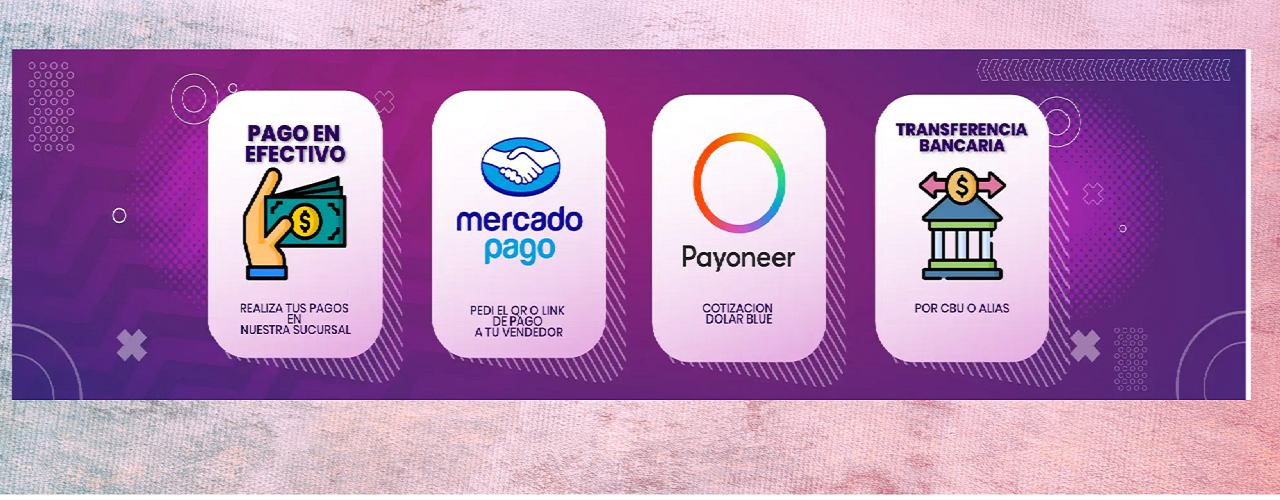 PAGO EN
EFECTIVO
$
REALIZA TUS PAGOS
EN
NUESTRA SUCURSAL
mercado
pago
PEDI EL QR O LINK
DE PAGO
A TU VENDEDOR
Payoneer
COTIZACION
DOLAR BLUE
TRANSFERENCIA
BANCARIA
$
POR CBU O ALIAS